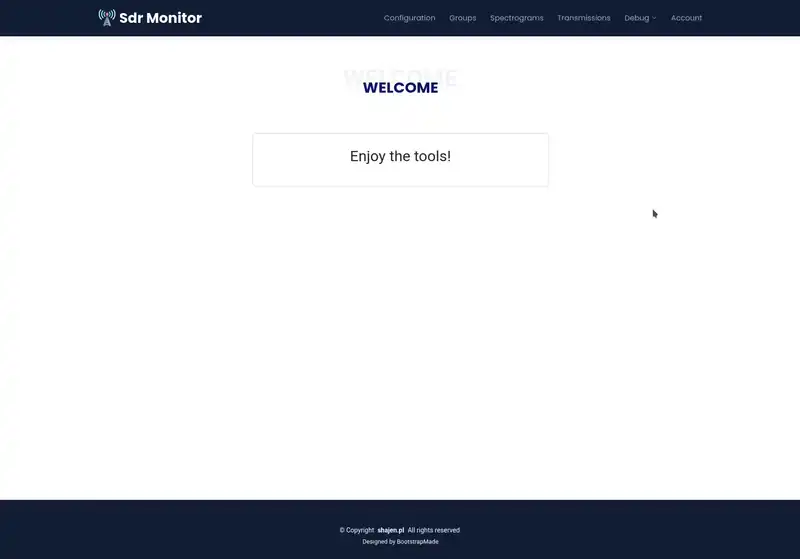 Sdr Monitor
Configuration Groups Spectrograms Transmissions Debug Account
WELCOME
WELCOME
Enjoy the tools!
© Copyright shajen.pl All rights reserved
Designed by BootstrapMade